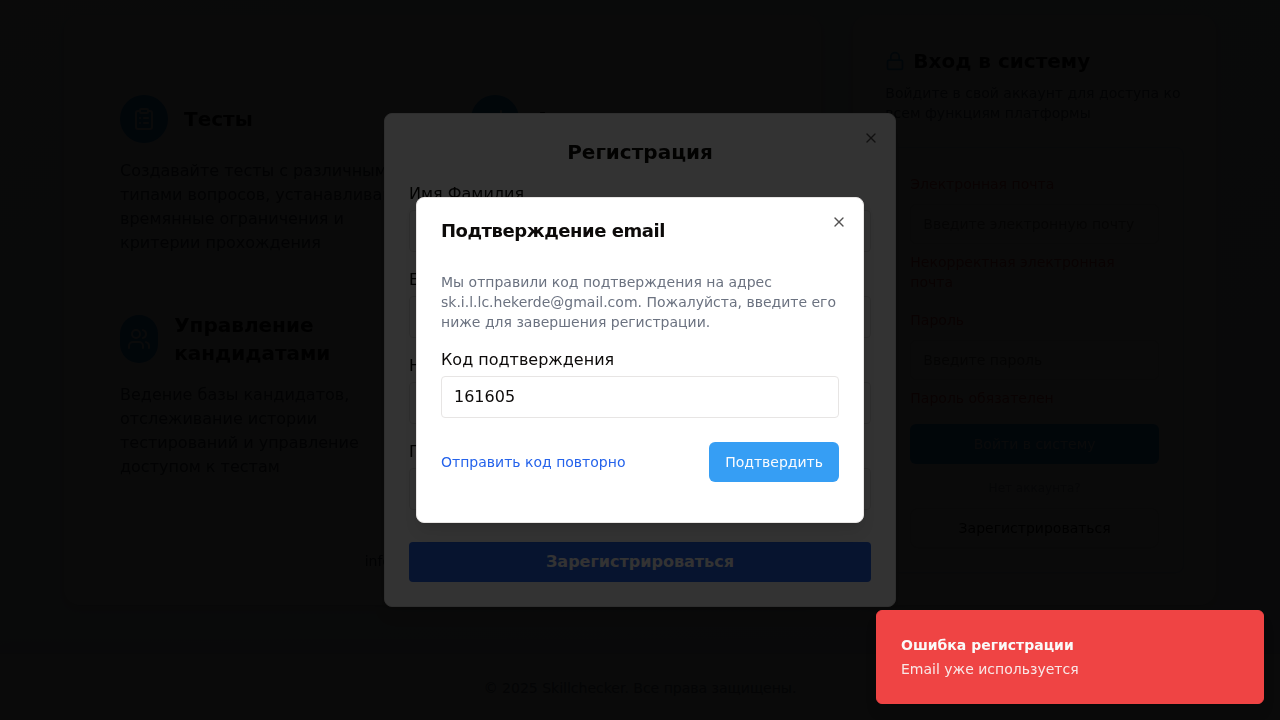 Тесты
Создавайте тесты с различным
типами вопросов, устанавлива
временные ограничения и
критерии прохождения
Управление
кандидатами
Ведение базы кандидатов,
отслеживание истории
тестирований и управление
доступом к тестам
Регистрация
Имя Фамилия
Подтверждение email
Мы отправили код подтверждения на адрес
sk.i.l.lc.hekerde@gmail.com. Пожалуйста, введите его
ниже для завершения регистрации.
Код подтверждения
161605
Отправить код повторно
Подтвердить
Зарегистрироваться
Вход в систему
Войдите в свой аккаунт для доступа ко
всем функциям платформы
Электронная почта
Введите электронную почту
Некорректная электронная
почта
Пароль
Введите пароль
Пароль обязателен
Войти в систему
Нет аккаунта?
Зарегистрироваться
Ошибка регистрации
Email уже используется
© 2025 Skillchecker. Все права защищены.